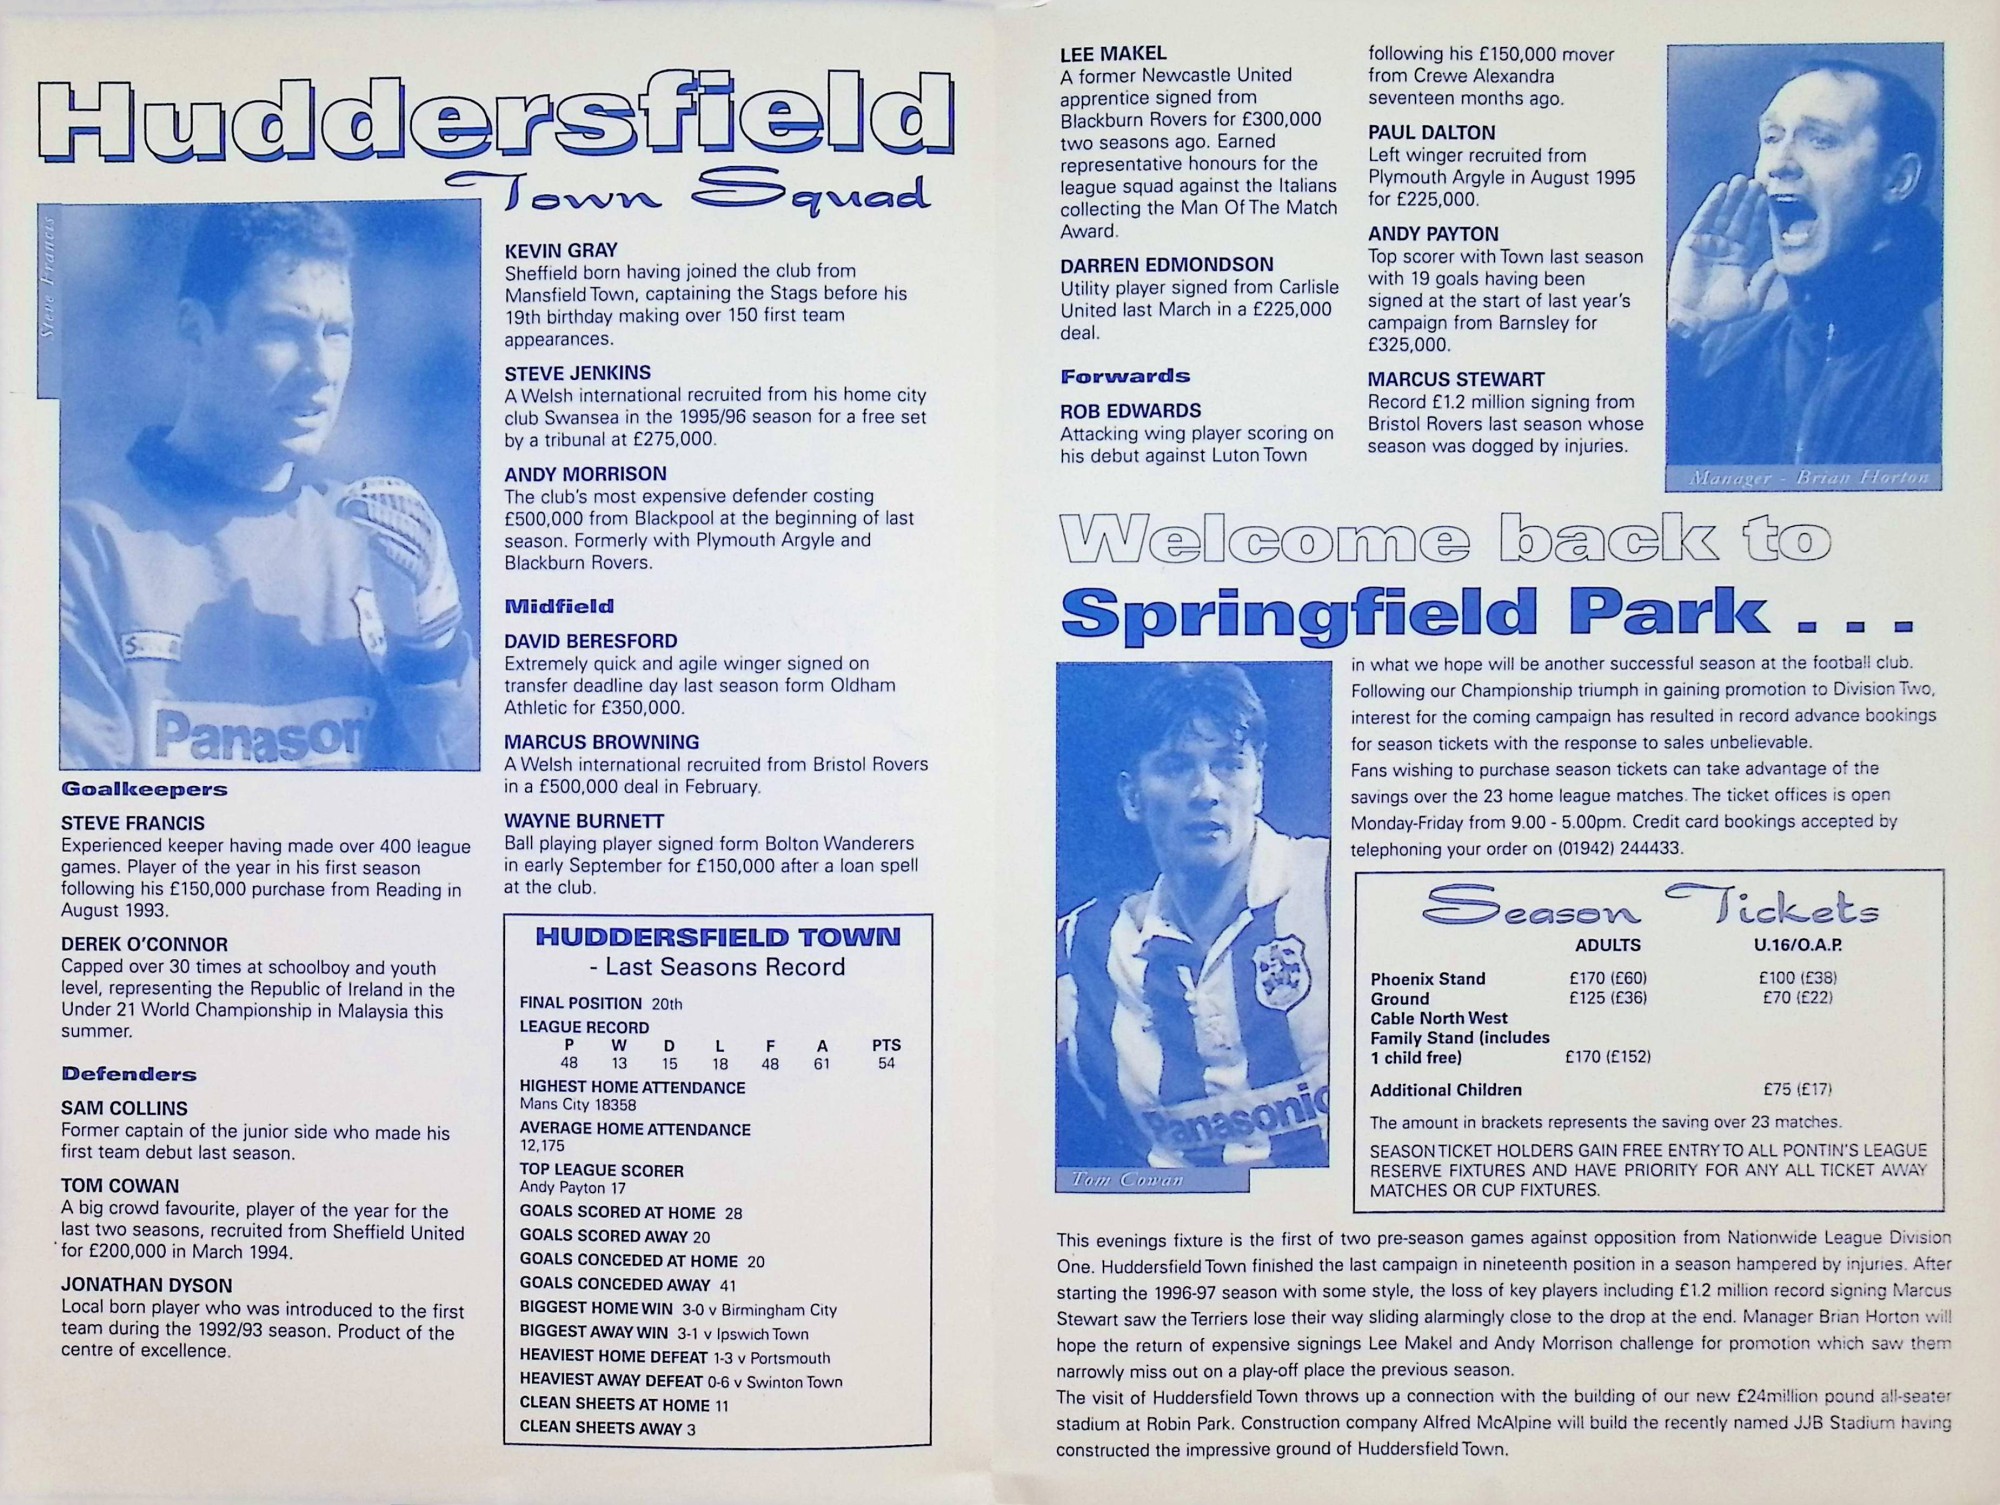 Huddersfield
Town Squad
Steve Francis
Panason
Goalkeepers
STEVE FRANCIS
Experienced keeper having made over 400 league
games. Player of the year in his first season
following his £150,000 purchase from Reading in
August 1993.
DEREK O'CONNOR
Capped over 30 times at schoolboy and youth
level, representing the Republic of Ireland in the
Under 21 World Championship in Malaysia this
summer.
Defenders
SAM COLLINS
Former captain of the junior side who made his
first team debut last season.
TOM COWAN
A big crowd favourite, player of the year for the
last two seasons, recruited from Sheffield United
for £200,000 in March 1994.
JONATHAN DYSON
Local born player who was introduced to the first
team during the 1992/93 season. Product of the
centre of excellence.
KEVIN GRAY
Sheffield born having joined the club from
Mansfield Town, captaining the Stags before his
19th birthday making over 150 first team
appearances.
STEVE JENKINS
A Welsh international recruited from his home city
club Swansea in the 1995/96 season for a free set
by a tribunal at £275,000.
ANDY MORRISON
The club's most expensive defender costing
£500,000 from Blackpool at the beginning of last
season. Formerly with Plymouth Argyle and
Blackburn Rovers.
Midfield
DAVID BERESFORD
Extremely quick and agile winger signed on
transfer deadline day last season form Oldham
Athletic for £350,000.
MARCUS BROWNING
A Welsh international recruited from Bristol Rovers
in a £500,000 deal in February.
WAYNE BURNETT
Ball playing player signed form Bolton Wanderers
in early September for £150,000 after a loan spell
at the club.
HUDDERSFIELD TOWN
- Last Seasons Record
FINAL POSITION 20th
LEAGUE RECORD
P W D L F A PTS
48 13 15 18 48 61 54
HIGHEST HOME ATTENDANCE
Mans City 18358
AVERAGE HOME ATTENDANCE
12,175
TOP LEAGUE SCORER
Andy Payton 17
GOALS SCORED AT HOME 28
GOALS SCORED AWAY 20
GOALS CONCEDED AT HOME 20
GOALS CONCEDED AWAY 41
BIGGEST HOME WIN 3-0 v Birmingham City
BIGGEST AWAY WIN 3-1 v Ipswich Town
HEAVIEST HOME DEFEAT 1-3 v Portsmouth
HEAVIEST AWAY DEFEAT 0-6 v Swinton Town
CLEAN SHEETS AT HOME 11
CLEAN SHEETS AWAY 3
LEE MAKEL
A former Newcastle United
apprentice signed from
Blackburn Rovers for £300,000
two seasons ago. Earned
representative honours for the
league squad against the Italians
collecting the Man Of The Match
Award.
DARREN EDMONDSON
Utility player signed from Carlisle
United last March in a £225,000
deal.
Forwards
ROB EDWARDS
Attacking wing player scoring on
his debut against Luton Town
following his £150,000 mover
from Crewe Alexandra
seventeen months ago.
PAUL DALTON
Left winger recruited from
Plymouth Argyle in August 1995
for £225,000.
ANDY PAYTON
Top scorer with Town last season
with 19 goals having been
signed at the start of last year's
campaign from Barnsley for
£325,000.
MARCUS STEWART
Record £1.2 million signing from
Bristol Rovers last season whose
season was dogged by injuries.
Manager - Brian Horton
Welcome back to
Springfield Park . . .
in what we hope will be another successful season at the football club.
Following our Championship triumph in gaining promotion to Division Two,
interest for the coming campaign has resulted in record advance bookings
for season tickets with the response to sales unbelievable.
Fans wishing to purchase season tickets can take advantage of the
savings over the 23 home league matches. The ticket offices is open
Monday-Friday from 9.00 - 5.00pm. Credit card bookings accepted by
telephoning your order on (01942) 244433.
Panasonic
Tom Cowan
Season Tickets
ADULTS U.16/O.A.P.
Phoenix Stand £170 (£60) £100 (£38)
Ground £125 (£36) £70 (£22)
Cable North West
Family Stand (includes
1 child free) £170 (£152)
Additional Children £75 (£17)
The amount in brackets represents the saving over 23 matches.
SEASON TICKET HOLDERS GAIN FREE ENTRY TO ALL PONTIN'S LEAGUE
RESERVE FIXTURES AND HAVE PRIORITY FOR ANY ALL TICKET AWAY
MATCHES OR CUP FIXTURES.
This evenings fixture is the first of two pre-season games against opposition from Nationwide League Division
One. Huddersfield Town finished the last campaign in nineteenth position in a season hampered by injuries. After
starting the 1996-97 season with some style, the loss of key players including £1.2 million record signing Marcus
Stewart saw the Terriers lose their way sliding alarmingly close to the drop at the end. Manager Brian Horton will
hope the return of expensive signings Lee Makel and Andy Morrison challenge for promotion which saw them
narrowly miss out on a play-off place the previous season.
The visit of Huddersfield Town throws up a connection with the building of our new £24million pound all-seater
stadium at Robin Park. Construction company Alfred McAlpine will build the recently named JJB Stadium having
constructed the impressive ground of Huddersfield Town.